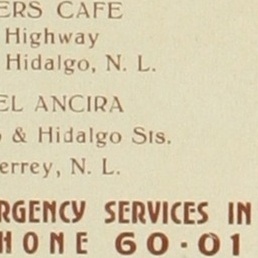 ERS CAFE
Highway
Hidalgo, N. L.
EL ANCIRA
& Hidalgo Sts.
errey, N. L.
RGENCY SERVICES IN
HONE 60-01